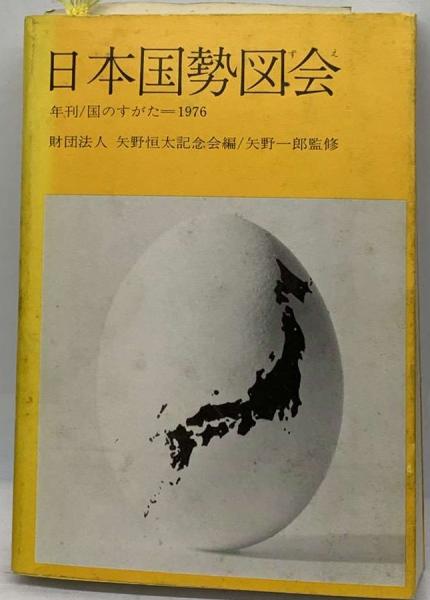 日本国勢図会
ずえ
年刊/国のすがた=1976
財団法人 矢野恒太記念会編/矢野一郎監修